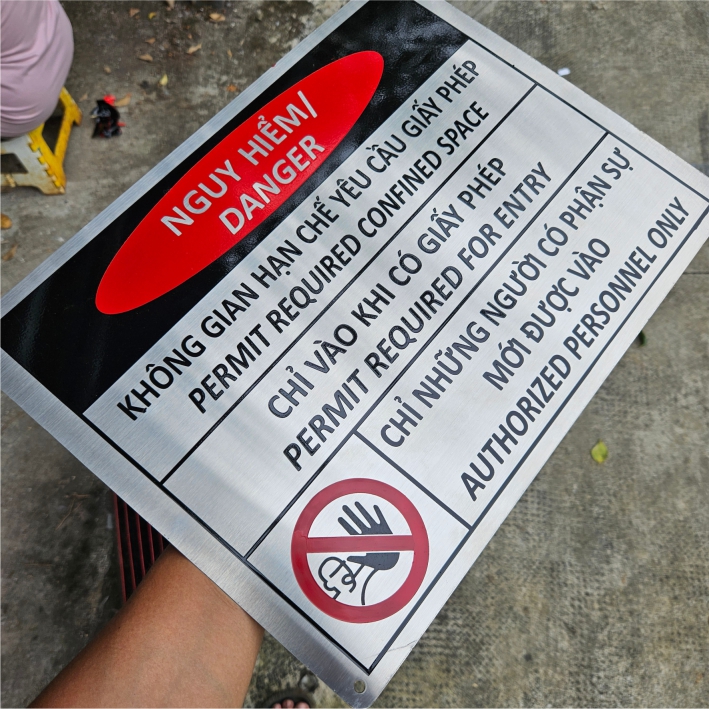 NGUY HIỂM/
DANGER
KHÔNG GIAN HẠN CHẾ YÊU CẦU GIẤY PHÉP
PERMIT REQUIRED CONFINED SPACE
CHỈ VÀO KHI CÓ GIẤY PHÉP
PERMIT REQUIRED FOR ENTRY
CHỈ NHỮNG NGƯỜI CÓ PHÂN SỰ
MỚI ĐƯỢC VÀO
AUTHORIZED PERSONNEL ONLY